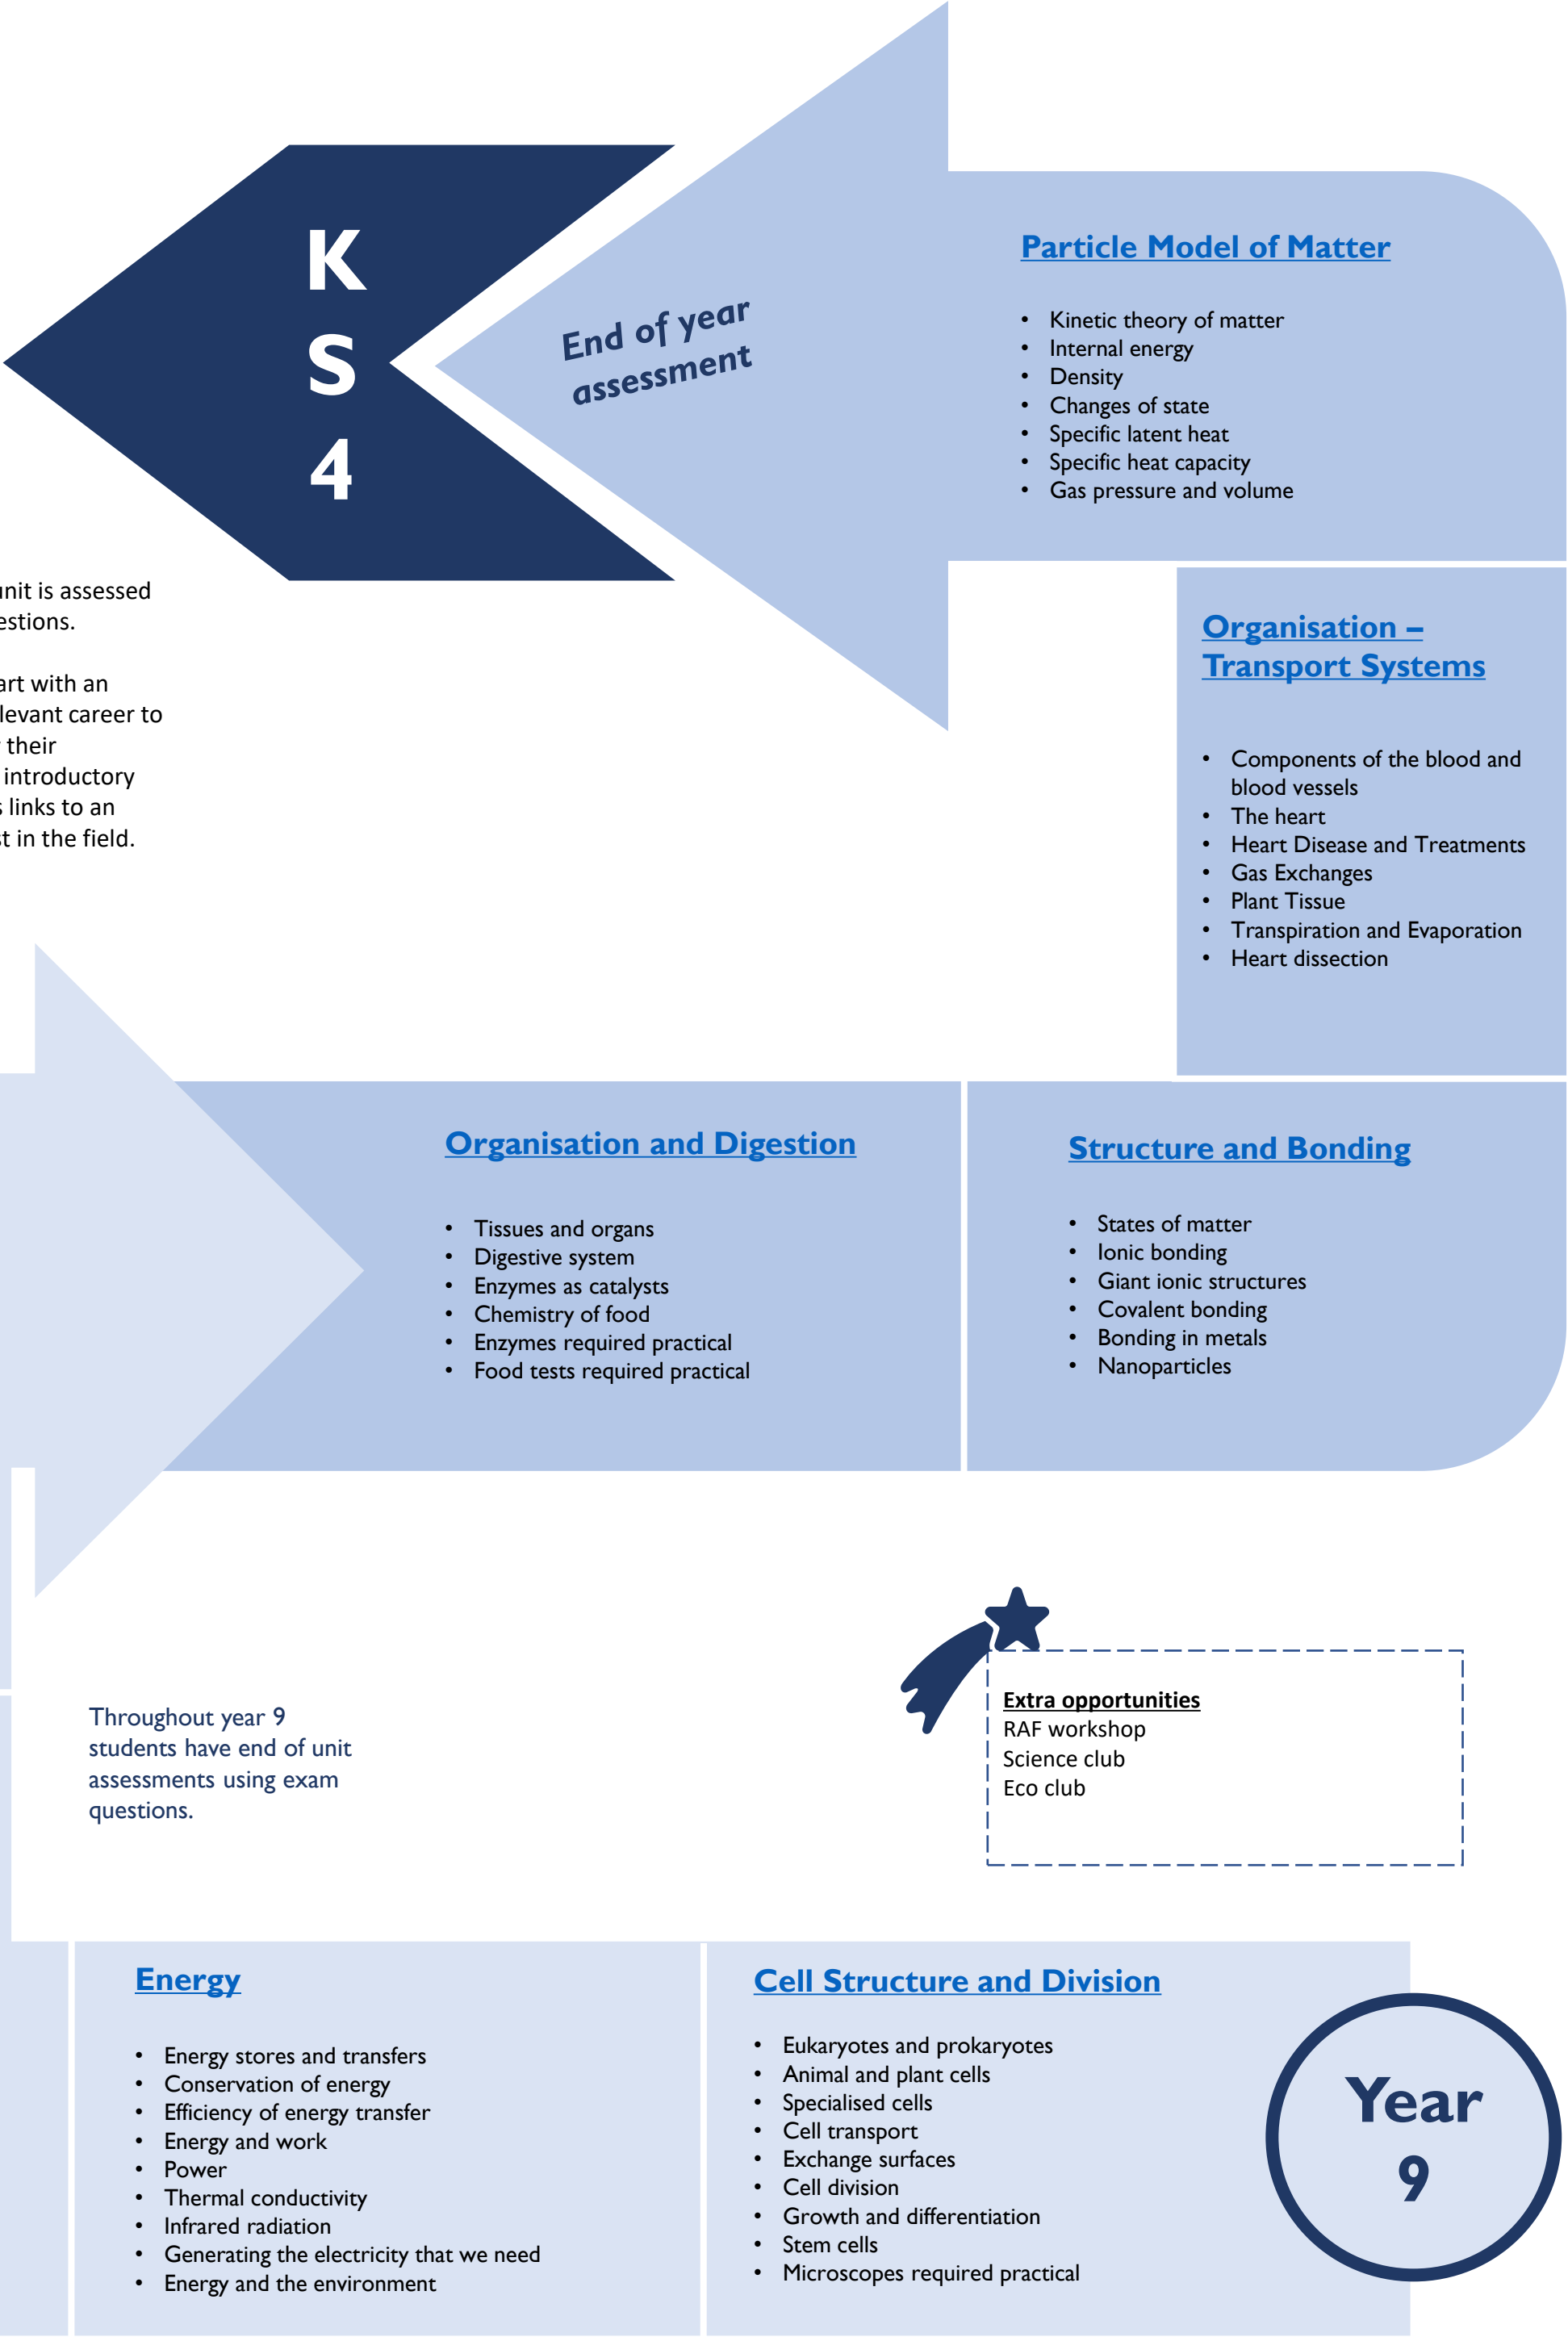 K
S
4
End of year
assessment
Particle Model of Matter
• Kinetic theory of matter
• Internal energy
• Density
• Changes of state
• Specific latent heat
• Specific heat capacity
• Gas pressure and volume
unit is assessed
estions.
art with an
levant career to
their
introductory
s links to an
st in the field.
Organisation –
Transport Systems
• Components of the blood and
blood vessels
• The heart
• Heart Disease and Treatments
• Gas Exchanges
• Plant Tissue
• Transpiration and Evaporation
• Heart dissection
Organisation and Digestion
• Tissues and organs
• Digestive system
• Enzymes as catalysts
• Chemistry of food
• Enzymes required practical
• Food tests required practical
Structure and Bonding
• States of matter
• Ionic bonding
• Giant ionic structures
• Covalent bonding
• Bonding in metals
• Nanoparticles
Throughout year 9
students have end of unit
assessments using exam
questions.
Extra opportunities
RAF workshop
Science club
Eco club
Energy
• Energy stores and transfers
• Conservation of energy
• Efficiency of energy transfer
• Energy and work
• Power
• Thermal conductivity
• Infrared radiation
• Generating the electricity that we need
• Energy and the environment
Cell Structure and Division
• Eukaryotes and prokaryotes
• Animal and plant cells
• Specialised cells
• Cell transport
• Exchange surfaces
• Cell division
• Growth and differentiation
• Stem cells
• Microscopes required practical
Year
9